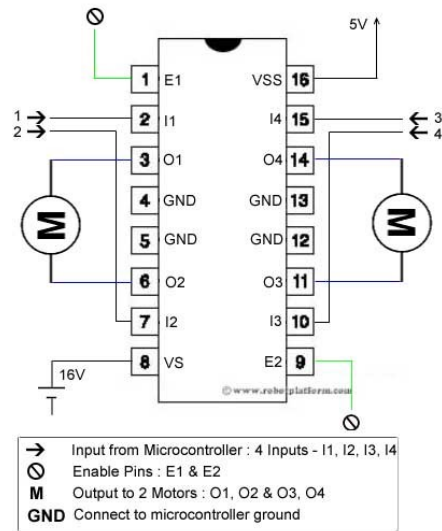 5V
1 E1 VSS 16
1 2 I1 I4 15 3
2 4
3 O1 O4 14
4 GND GND 13
M M
5 GND GND 12
6 O2 O3 11
7 I2 I3 10
16V 8 VS E2 9
© www.robotplatform.com
Input from Microcontroller : 4 Inputs - I1, I2, I3, I4
Enable Pins : E1 & E2
M Output to 2 Motors : O1, O2 & O3, O4
GND Connect to microcontroller ground